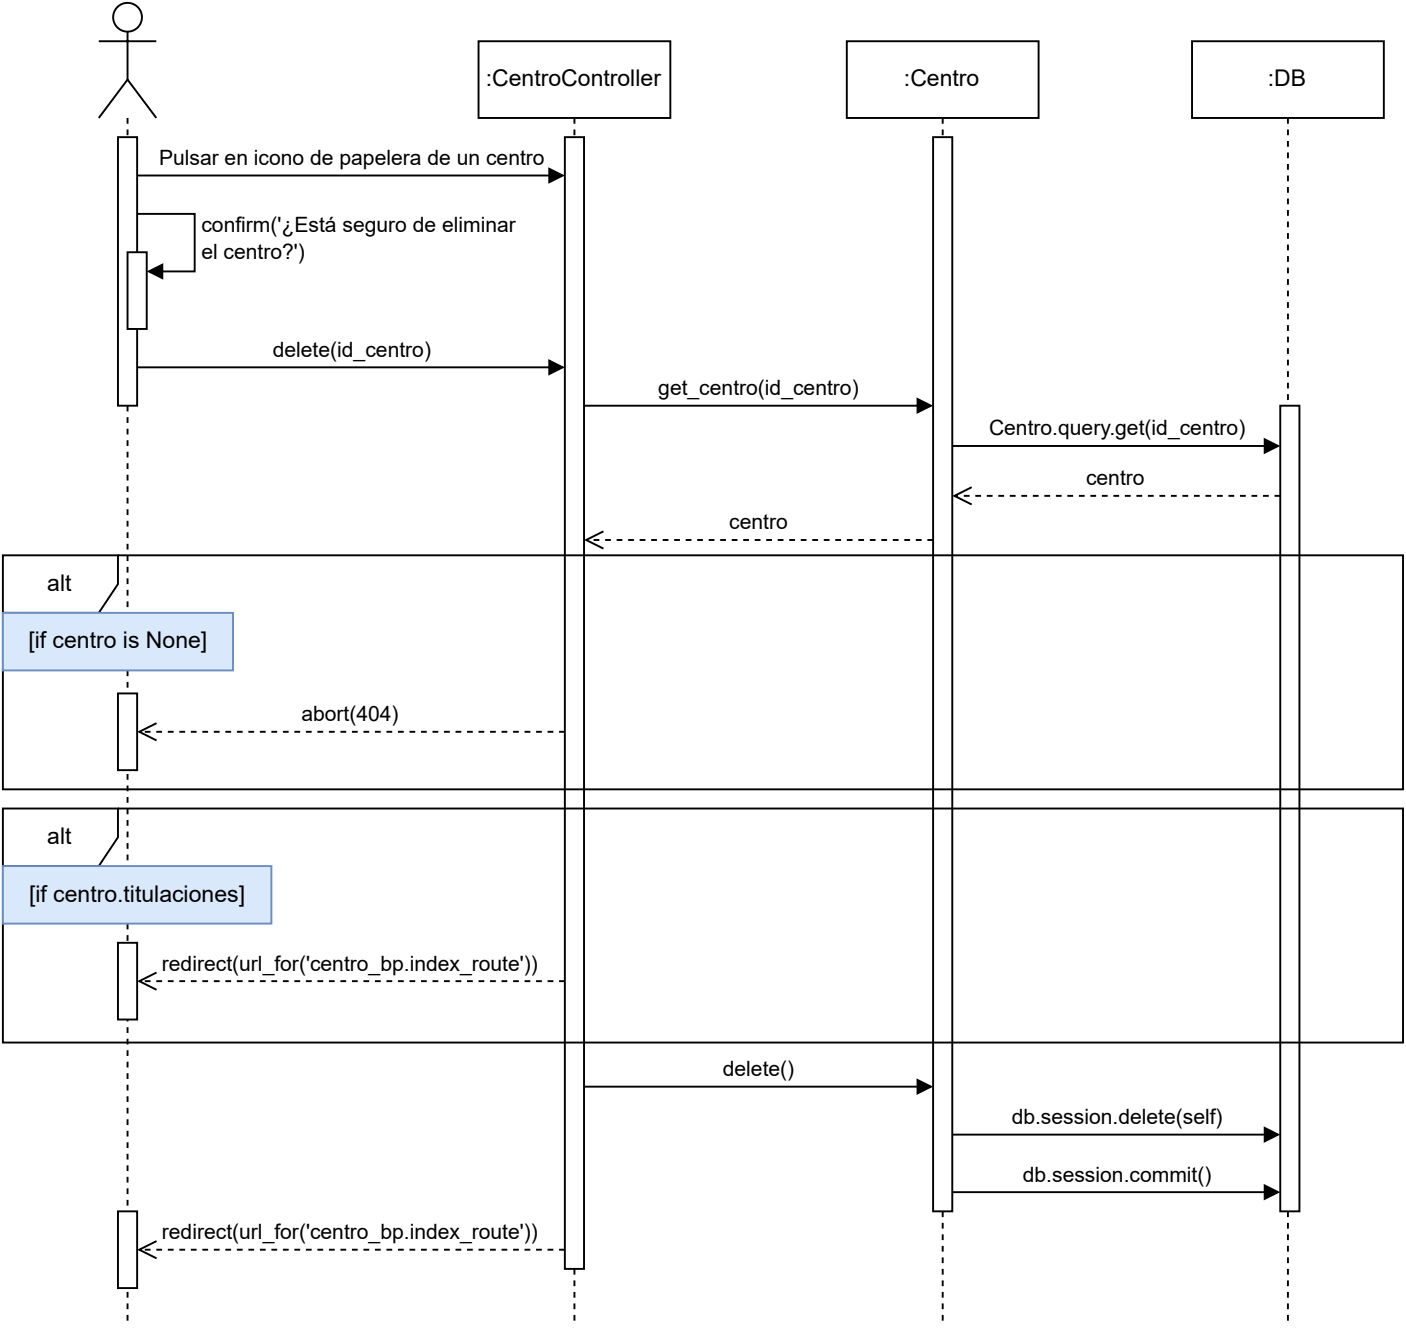 :CentroController
:Centro
:DB
Pulsar en icono de papelera de un centro
confirm('¿Está seguro de eliminar
el centro?')
delete(id_centro)
get_centro(id_centro)
Centro.query.get(id_centro)
centro
centro
alt
[if centro is None]
abort(404)
alt
[if centro.titulaciones]
redirect(url_for('centro_bp.index_route'))
delete()
db.session.delete(self)
db.session.commit()
redirect(url_for('centro_bp.index_route'))